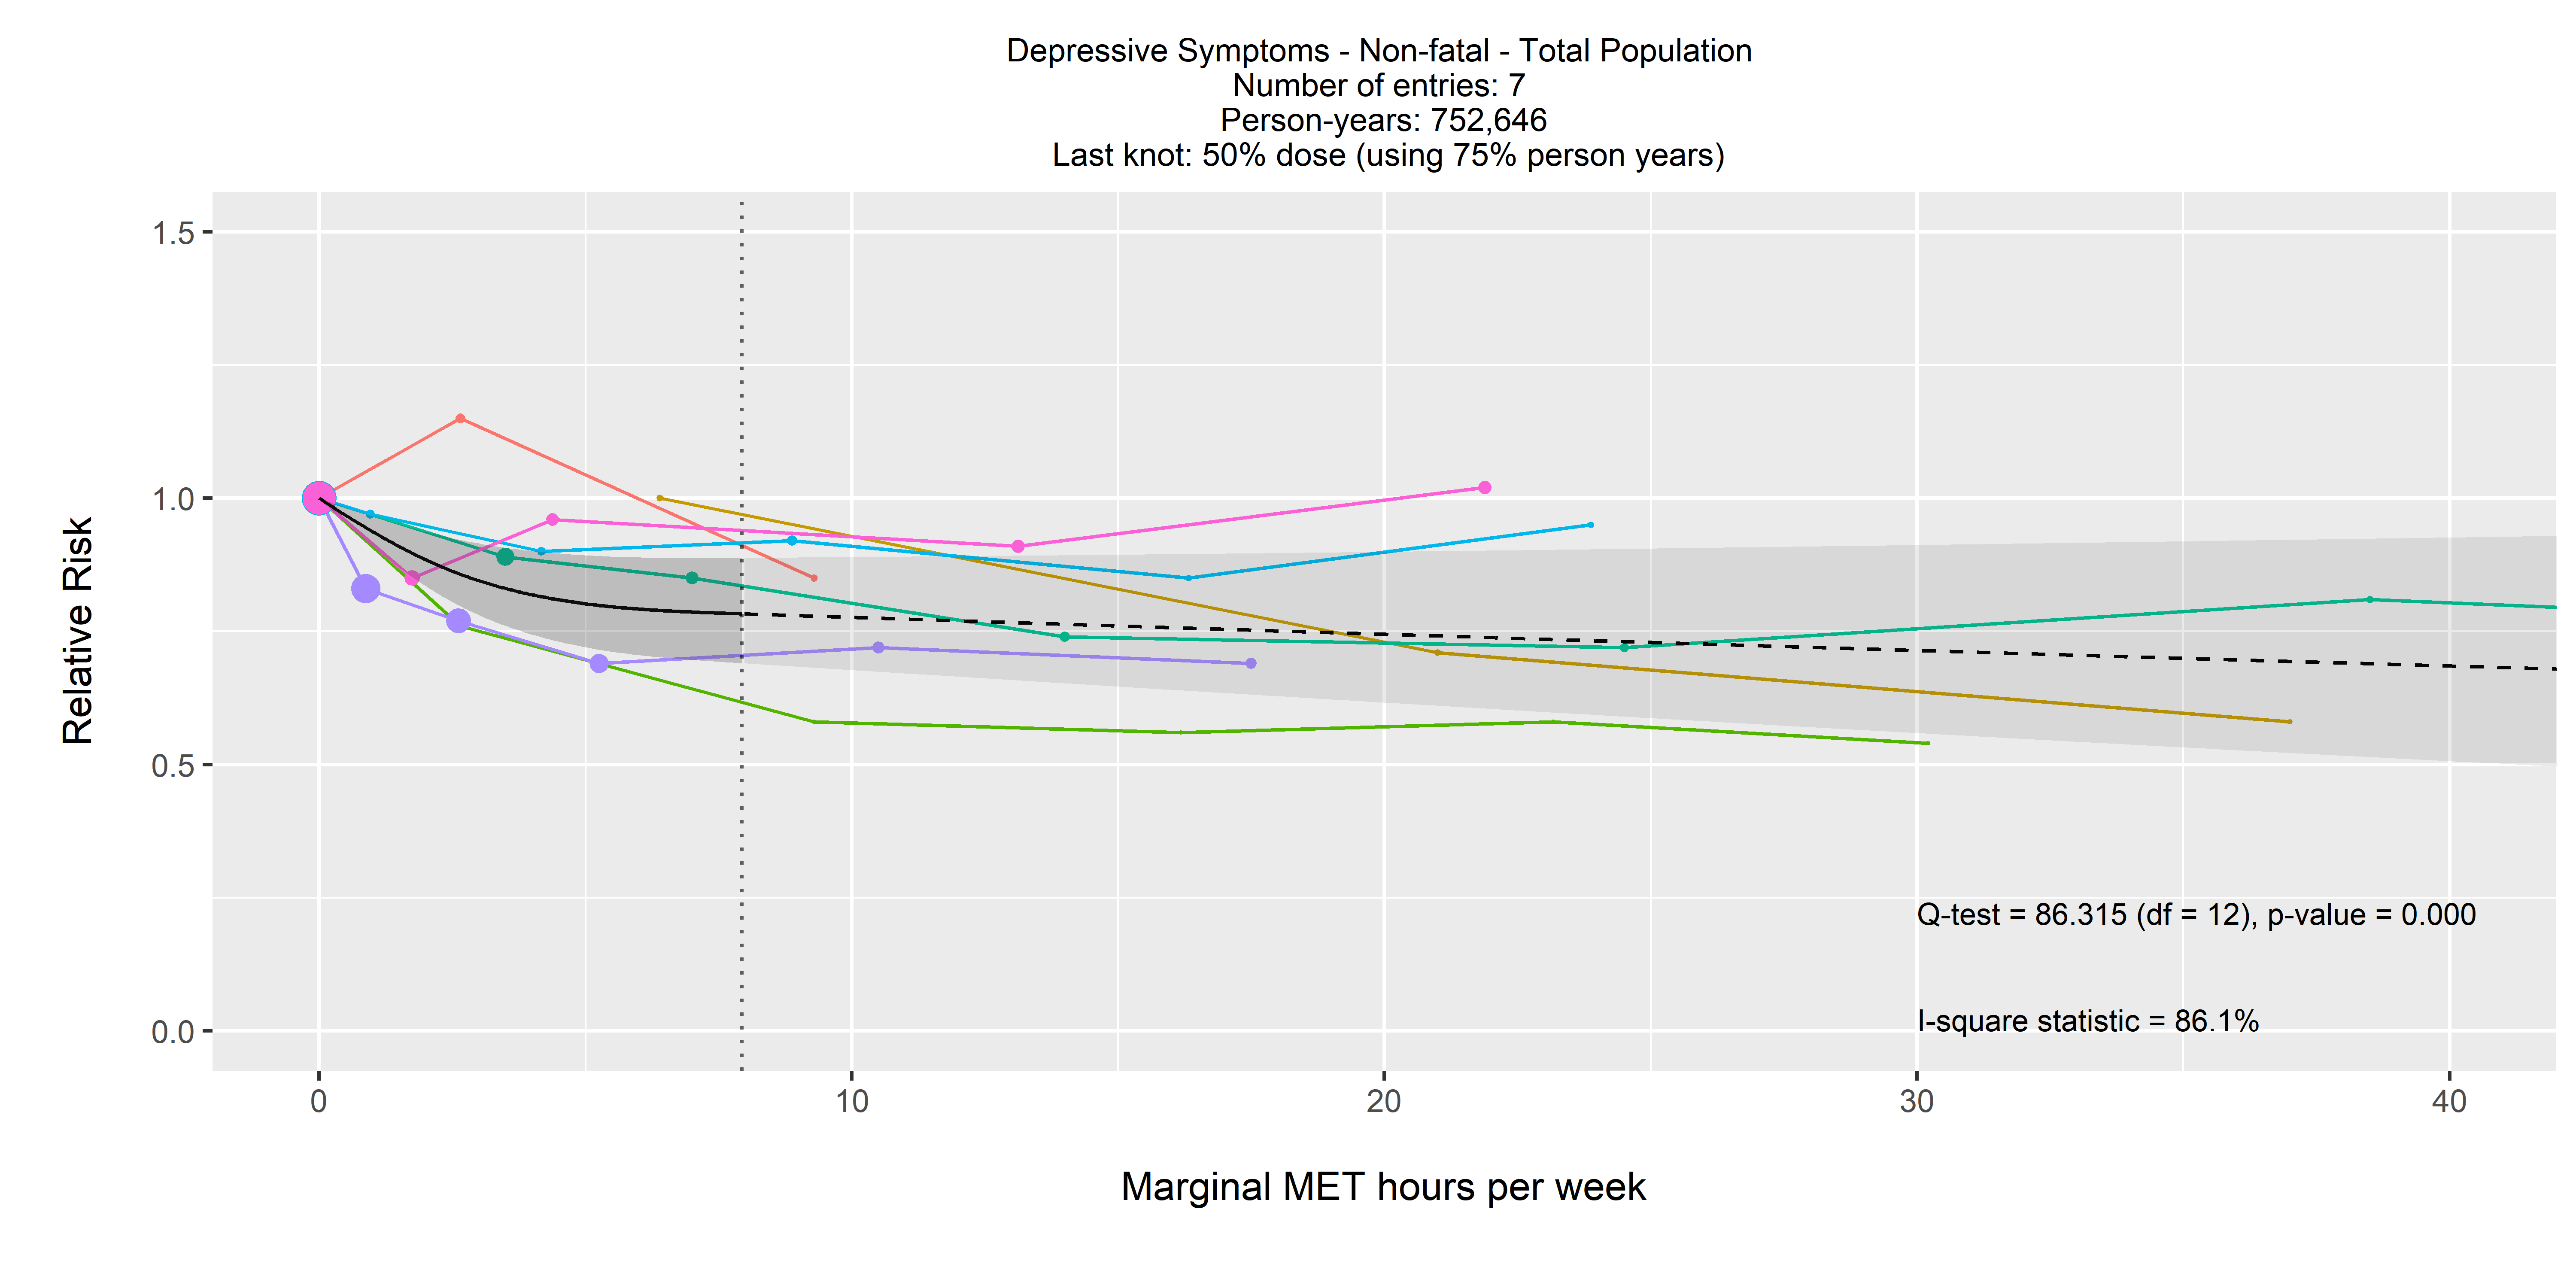 Depressive Symptoms - Non-fatal - Total Population
Number of entries: 7
Person-years: 752,646
Last knot: 50% dose (using 75% person years)
1.5
1.0
0.5
0.0
Relative Risk
Q-test = 86.315 (df = 12), p-value = 0.000
I-square statistic = 86.1%
0 10 20 30 40
Marginal MET hours per week